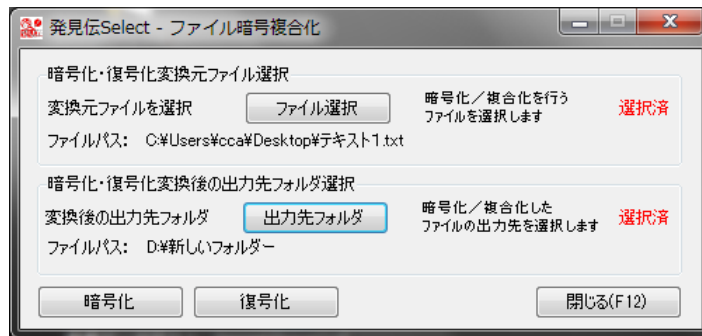 発見伝Select - ファイル暗号複合化
暗号化・復号化変換元ファイル選択
変換元ファイルを選択 ファイル選択 暗号化／複合化を行う
ファイルを選択します 選択済
ファイルパス: C:¥Users¥cca¥Desktop¥テキスト1.txt
暗号化・復号化変換後の出力先フォルダ選択
変換後の出力先フォルダ 出力先フォルダ 暗号化／複合化した
ファイルの出力先を選択します 選択済
ファイルパス: D:¥新しいフォルダー
暗号化 復号化 閉じる(F12)